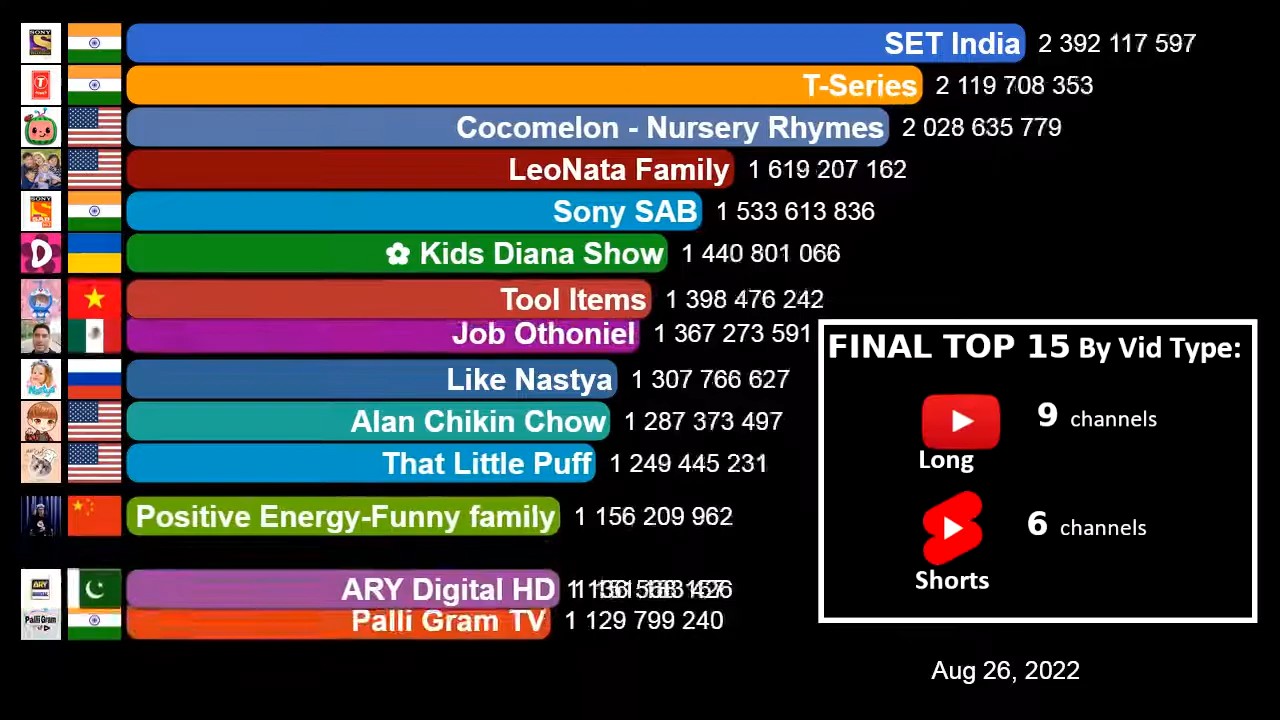 SET India 2 392 117 597
T-Series 2 119 708 353
Cocomelon - Nursery Rhymes 2 028 635 779
LeoNata Family 1 619 207 162
Sony SAB 1 533 613 836
✿ Kids Diana Show 1 440 801 066
Tool Items 1 398 476 242
Job Othoniel 1 367 273 591
Like Nastya 1 307 766 627
Alan Chikin Chow 1 287 373 497
That Little Puff 1 249 445 231
Positive Energy-Funny family 1 156 209 962
ARY Digital HD
Palli Gram TV 1 129 799 240
FINAL TOP 15 By Vid Type:
9 channels
Long
6 channels
Shorts
Aug 26, 2022